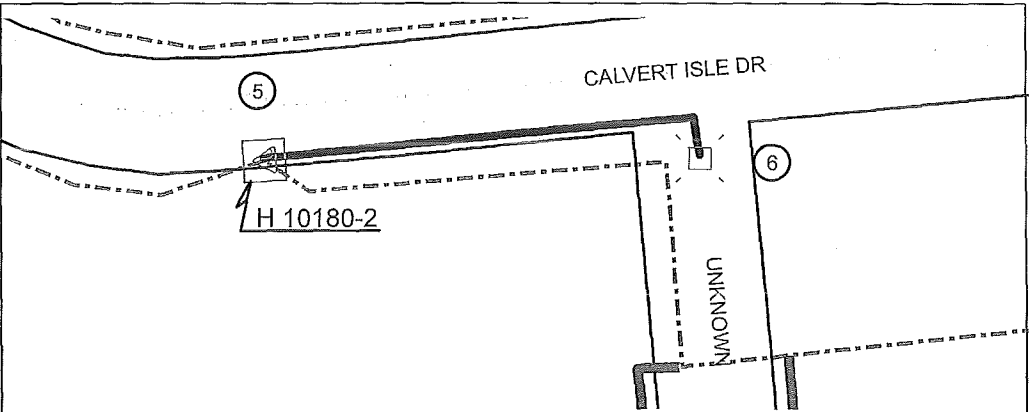 CALVERT ISLE DR
5
6
H 10180-2
UNKNOWN